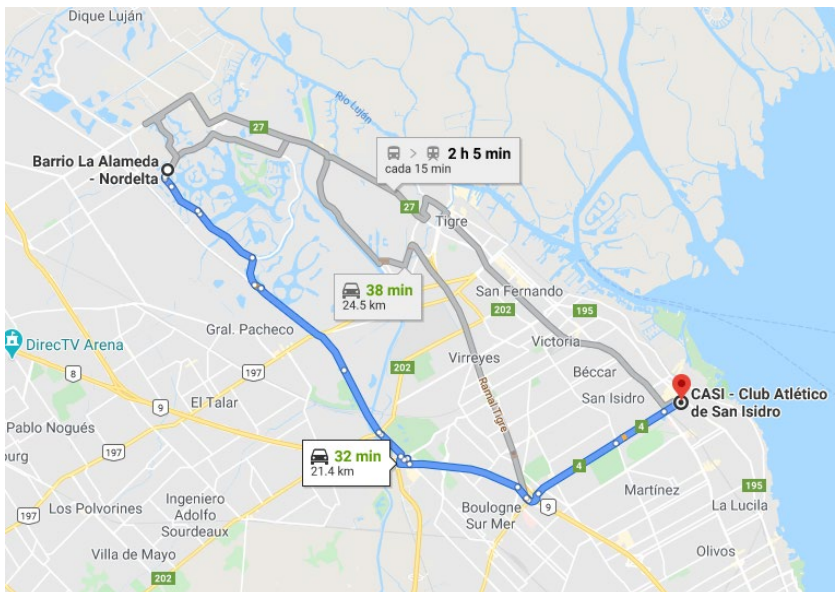 Dique Luján
Río Luján
27
Barrio La Alameda
- Nordelta
2 h 5 min
cada 15 min
27
Tigre
38 min
24.5 km
San Fernando
202
195
Gral. Pacheco
DirecTV Arena
202
Victoria
Virreyes
8
197
Béccar
Ramal Tigre
El Talar
San Isidro
CASI - Club Atlético
de San Isidro
9
Pablo Nogués
4
urg
32 min
21.4 km
4
197
Los Polvorines
Ingeniero
Adolfo
Sourdeaux
Boulogne
Sur Mer
9
Martínez
195
La Lucila
Villa de Mayo
Olivos
202